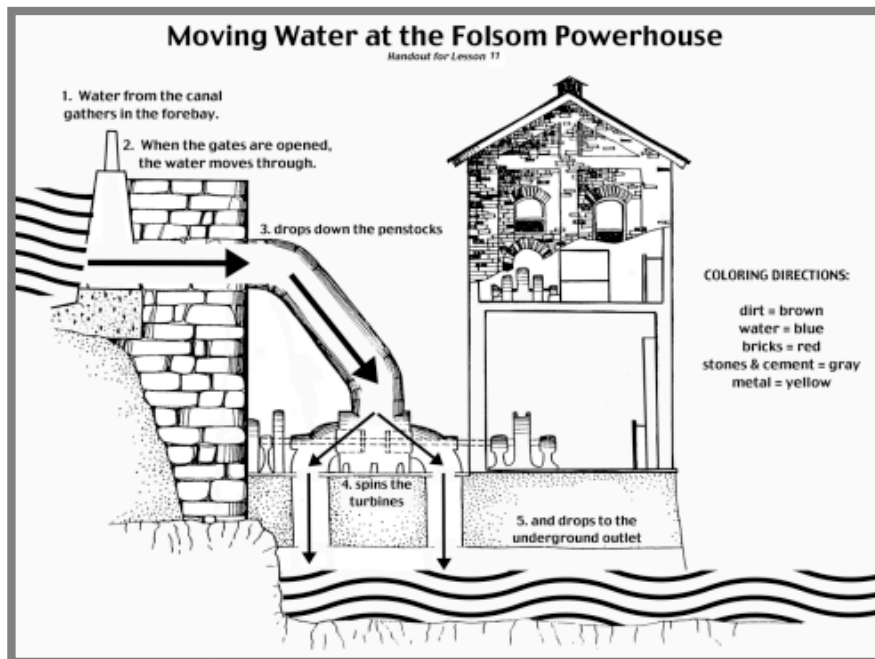 Moving Water at the Folsom Powerhouse
Handout for Lesson 11
1. Water from the canal
gathers in the forebay.
2. When the gates are opened,
the water moves through.
3. drops down the penstocks
COLORING DIRECTIONS:
dirt = brown
water = blue
bricks = red
stones & cement = gray
metal = yellow
4. spins the
turbines
5. and drops to the
underground outlet